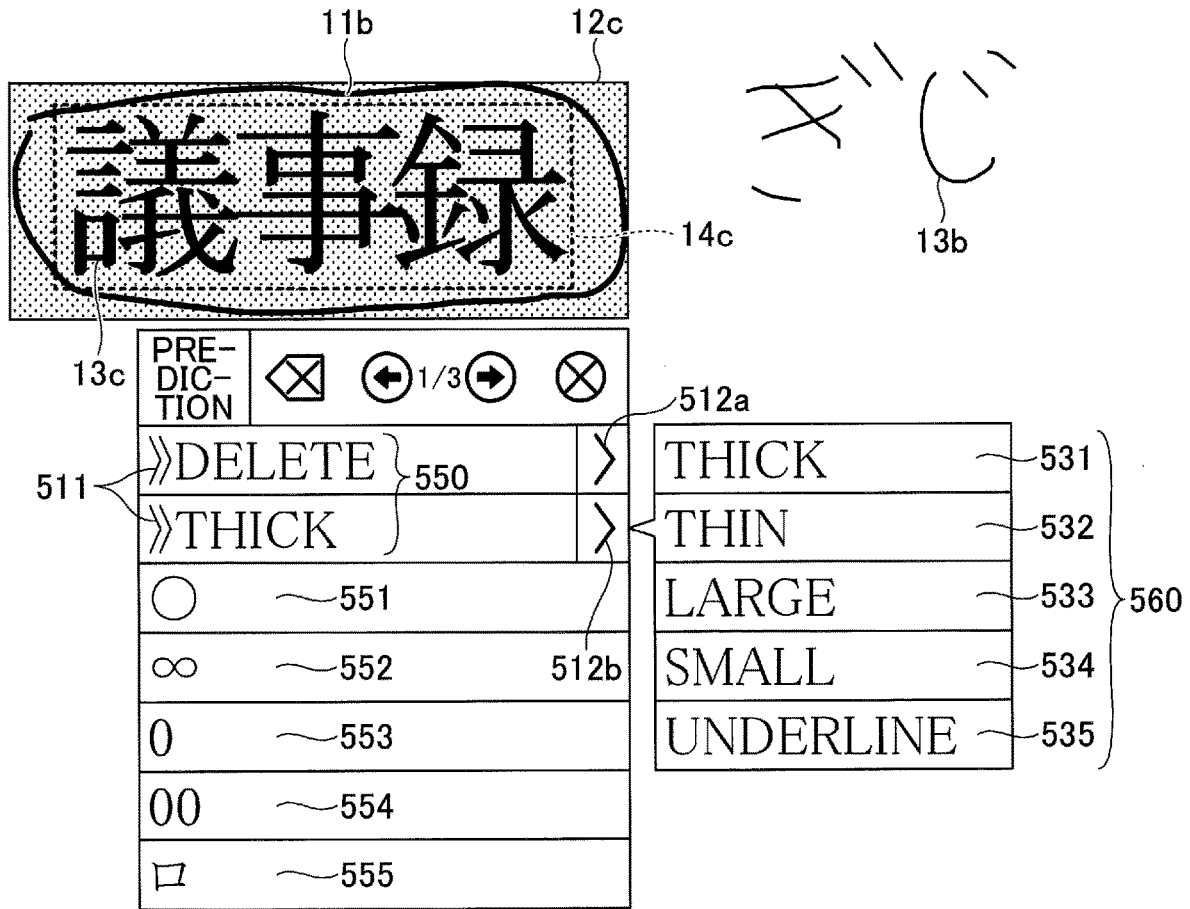 11b
12c
議事録
ぎじ
14c
13b
13c
PRE-
DIC-
TION
1/3
512a
511
》DELETE
550
》THICK
○ 551
∞ 552
512b
0 553
00 554
ロ 555
THICK 531
THIN 532
LARGE 533
560
SMALL 534
UNDERLINE 535